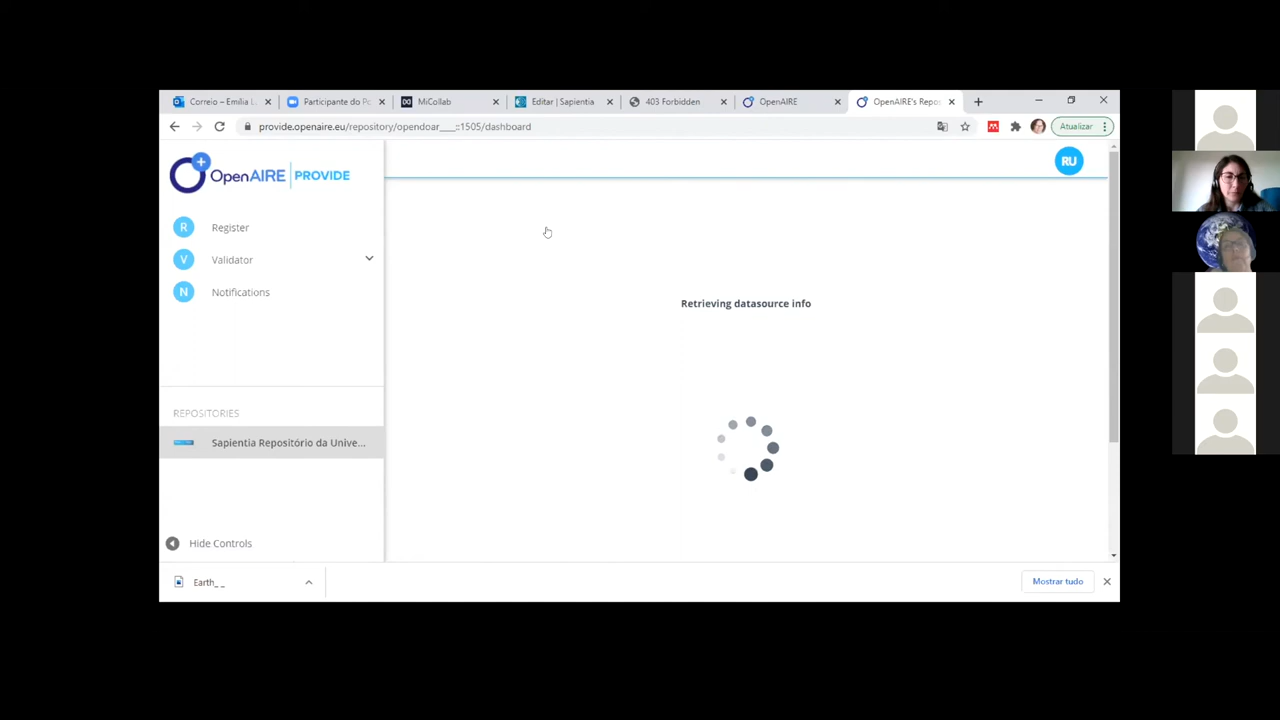 Correio – Emília L
Participante do Po
MiCollab
Editar | Sapientia
403 Forbidden
OpenAIRE
OpenAIRE's Repos
provide.openaire.eu/repository/opendoar____::1505/dashboard
Atualizar
OpenAIRE | PROVIDE
RU
R Register
V Validator
N Notifications
Retrieving datasource info
REPOSITORIES
Sapientia Repositório da Unive...
Hide Controls
Earth_ _
Mostrar tudo